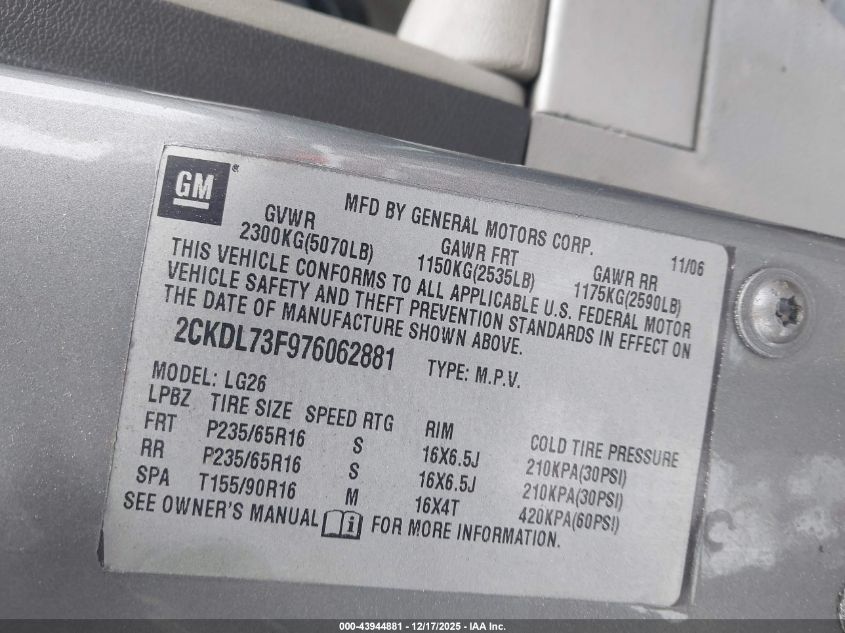 GM®
MFD BY GENERAL MOTORS CORP. 11/06
GVWR GAWR FRT GAWR RR
2300KG(5070LB) 1150KG(2535LB) 1175KG(2590LB)
THIS VEHICLE CONFORMS TO ALL APPLICABLE U.S. FEDERAL MOTOR
VEHICLE SAFETY AND THEFT PREVENTION STANDARDS IN EFFECT ON
THE DATE OF MANUFACTURE SHOWN ABOVE.
2CKDL73F976062881 TYPE: M.P.V.
MODEL: LG26
LPBZ TIRE SIZE SPEED RTG RIM COLD TIRE PRESSURE
FRT P235/65R16 S 16X6.5J 210KPA(30PSI)
RR P235/65R16 S 16X6.5J 210KPA(30PSI)
SPA T155/90R16 M 16X4T 420KPA(60PSI)
SEE OWNER'S MANUAL FOR MORE INFORMATION.
000-43944881 - 12/17/2025 - IAA Inc.